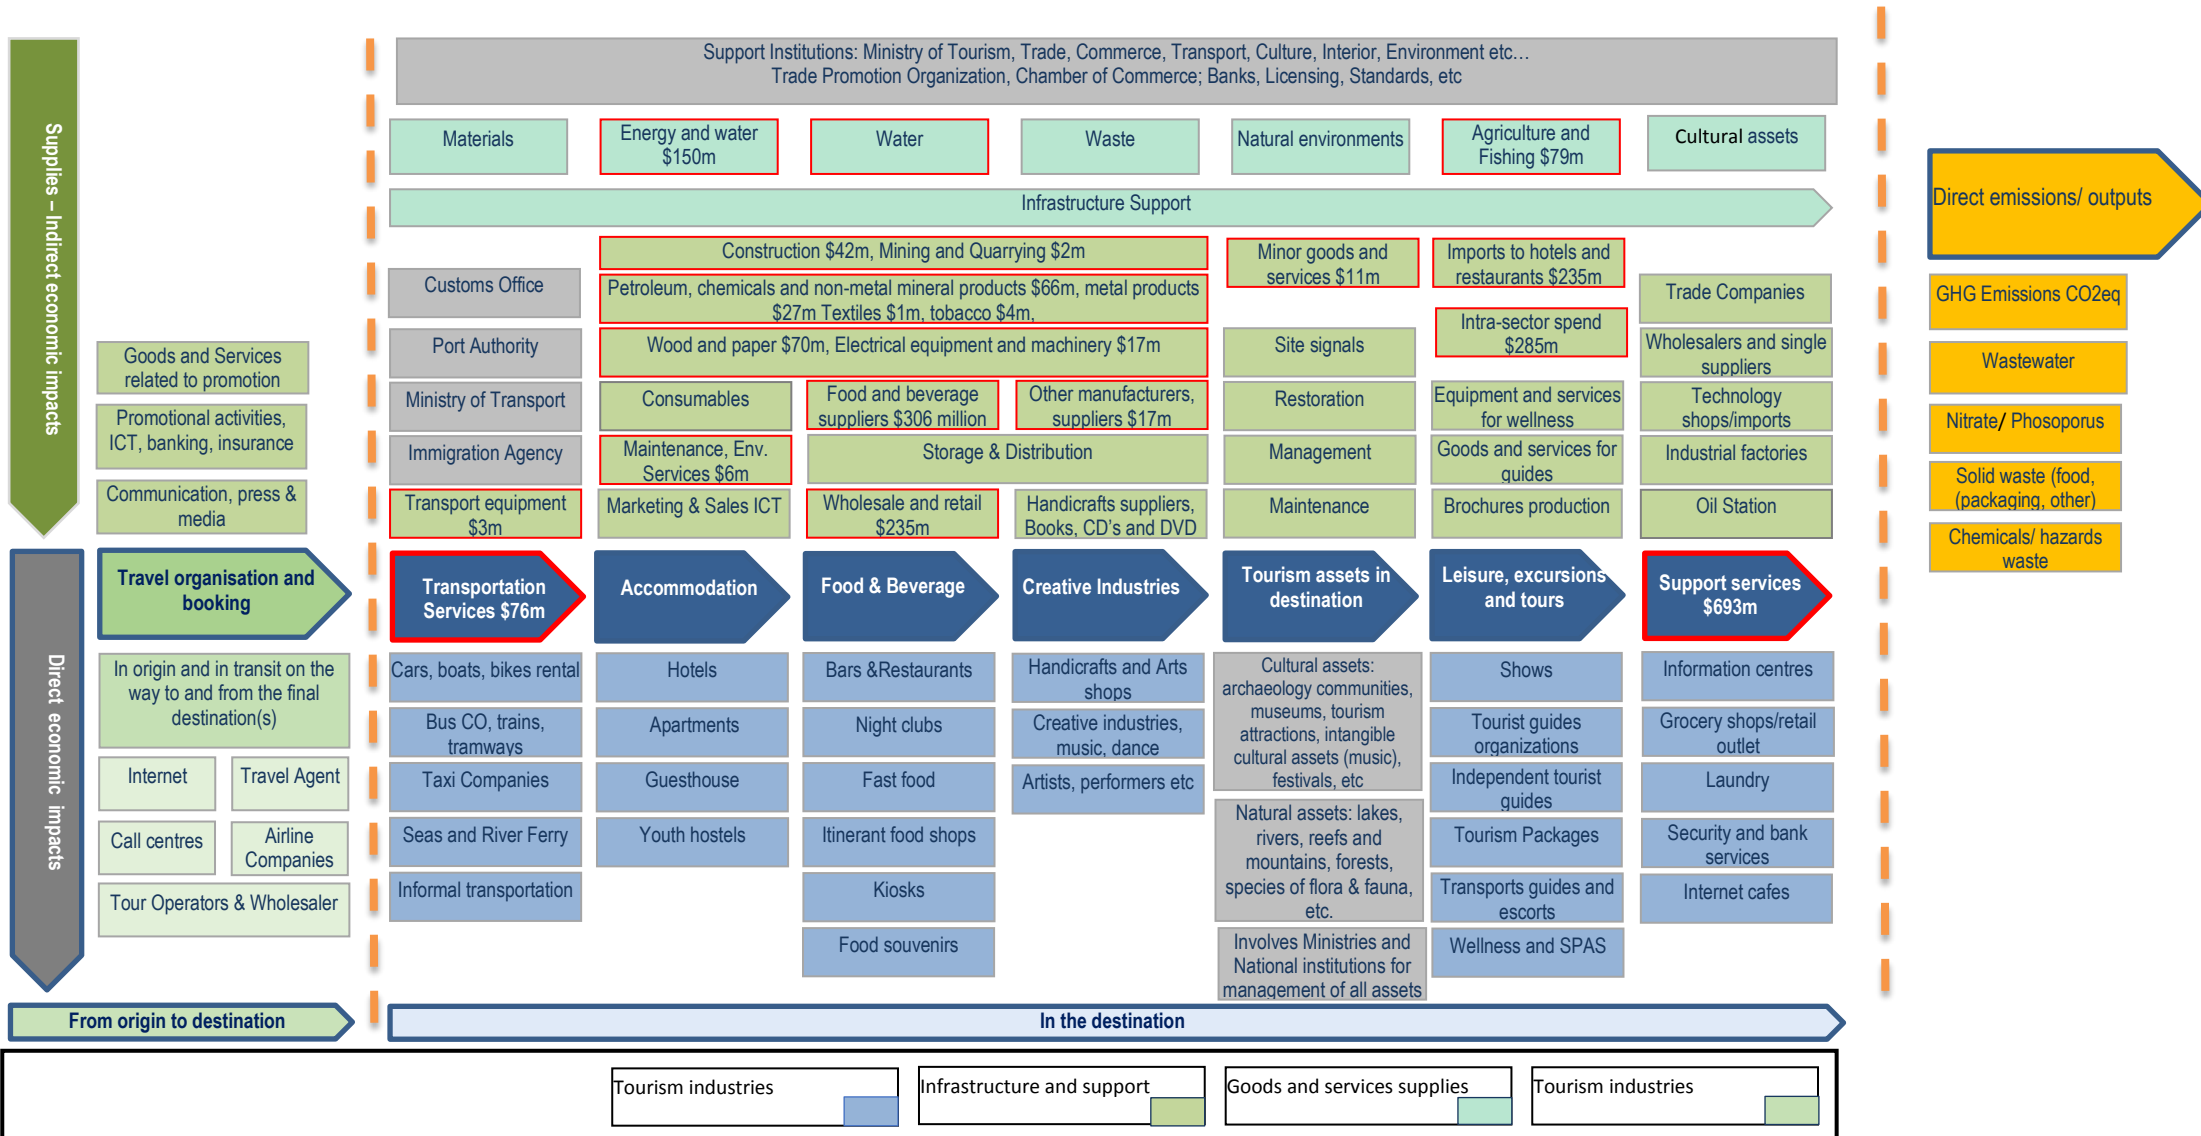 Support Institutions: Ministry of Tourism, Trade, Commerce, Transport, Culture, Interior, Environment etc…
Trade Promotion Organization, Chamber of Commerce; Banks, Licensing, Standards, etc
Materials
Energy and water
$150m
Water
Waste
Natural environments
Agriculture and
Fishing $79m
Cultural assets
Infrastructure Support
Supplies – Indirect economic impacts
Goods and Services
related to promotion
Promotional activities,
ICT, banking, insurance
Communication, press &
media
Customs Office
Port Authority
Ministry of Transport
Immigration Agency
Transport equipment
$3m
Construction $42m, Mining and Quarrying $2m
Petroleum, chemicals and non-metal mineral products $66m, metal products
$27m Textiles $1m, tobacco $4m,
Wood and paper $70m, Electrical equipment and machinery $17m
Consumables
Food and beverage
suppliers $306 million
Other manufacturers,
suppliers $17m
Maintenance, Env.
Services $6m
Storage & Distribution
Marketing & Sales ICT
Wholesale and retail
$235m
Handicrafts suppliers,
Books, CD's and DVD
Minor goods and
services $11m
Site signals
Restoration
Management
Maintenance
Imports to hotels and
restaurants $235m
Intra-sector spend
$285m
Equipment and services
for wellness
Goods and services for
guides
Brochures production
Trade Companies
Wholesalers and single
suppliers
Technology
shops/imports
Industrial factories
Oil Station
Direct emissions/ outputs
GHG Emissions CO2eq
Wastewater
Nitrate/ Phosoporus
Solid waste (food,
(packaging, other)
Chemicals/ hazards
waste
Direct economic impacts
Travel organisation and
booking
Transportation
Services $76m
Accommodation
Food & Beverage
Creative Industries
Tourism assets in
destination
Leisure, excursions
and tours
Support services
$693m
In origin and in transit on the
way to and from the final
destination(s)
Internet
Travel Agent
Call centres
Airline
Companies
Tour Operators & Wholesaler
Cars, boats, bikes rental
Bus CO, trains,
tramways
Taxi Companies
Seas and River Ferry
Informal transportation
Hotels
Apartments
Guesthouse
Youth hostels
Bars &Restaurants
Night clubs
Fast food
Itinerant food shops
Kiosks
Food souvenirs
Handicrafts and Arts
shops
Creative industries,
music, dance
Artists, performers etc
Cultural assets:
archaeology communities,
museums, tourism
attractions, intangible
cultural assets (music),
festivals, etc
Natural assets: lakes,
rivers, reefs and
mountains, forests,
species of flora & fauna,
etc.
Involves Ministries and
National institutions for
management of all assets
Shows
Tourist guides
organizations
Independent tourist
guides
Tourism Packages
Transports guides and
escorts
Wellness and SPAS
Information centres
Grocery shops/retail
outlet
Laundry
Security and bank
services
Internet cafes
From origin to destination
In the destination
Tourism industries
Infrastructure and support
Goods and services supplies
Tourism industries